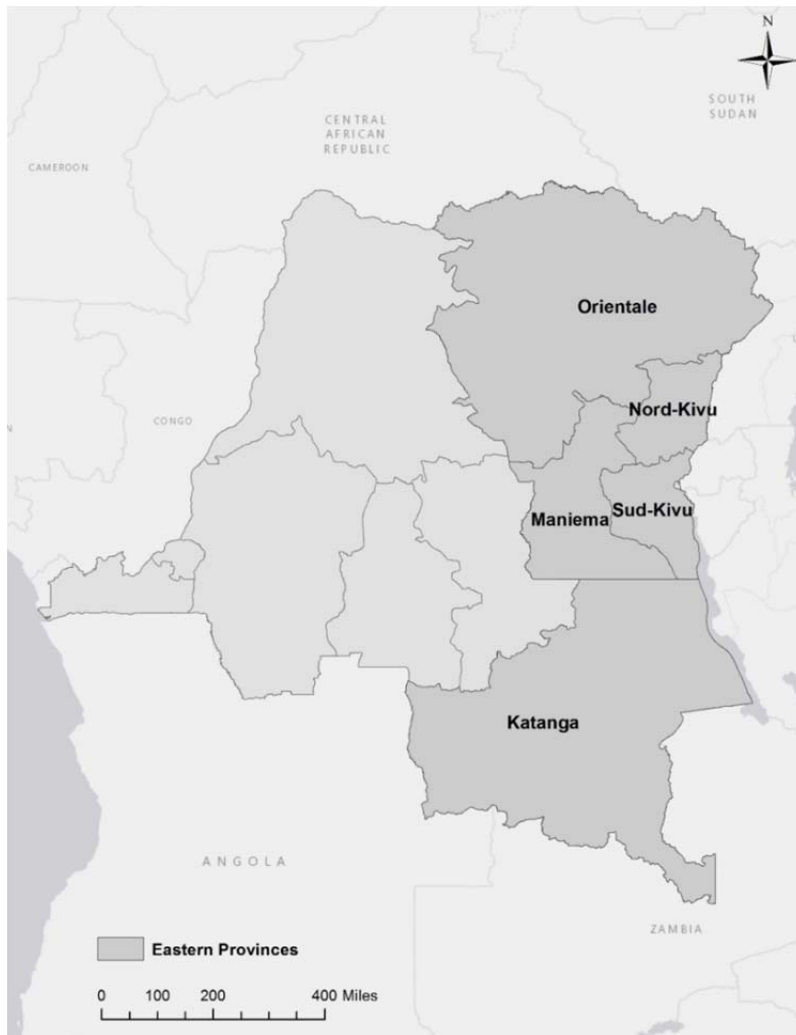 N
SOUTH
SUDAN
CENTRAL
AFRICAN
REPUBLIC
CAMEROON
Orientale
Nord-Kivu
CONGO
N
Maniema
Sud-Kivu
Katanga
ANGOLA
ZAMBIA
Eastern Provinces
0 100 200 400 Miles